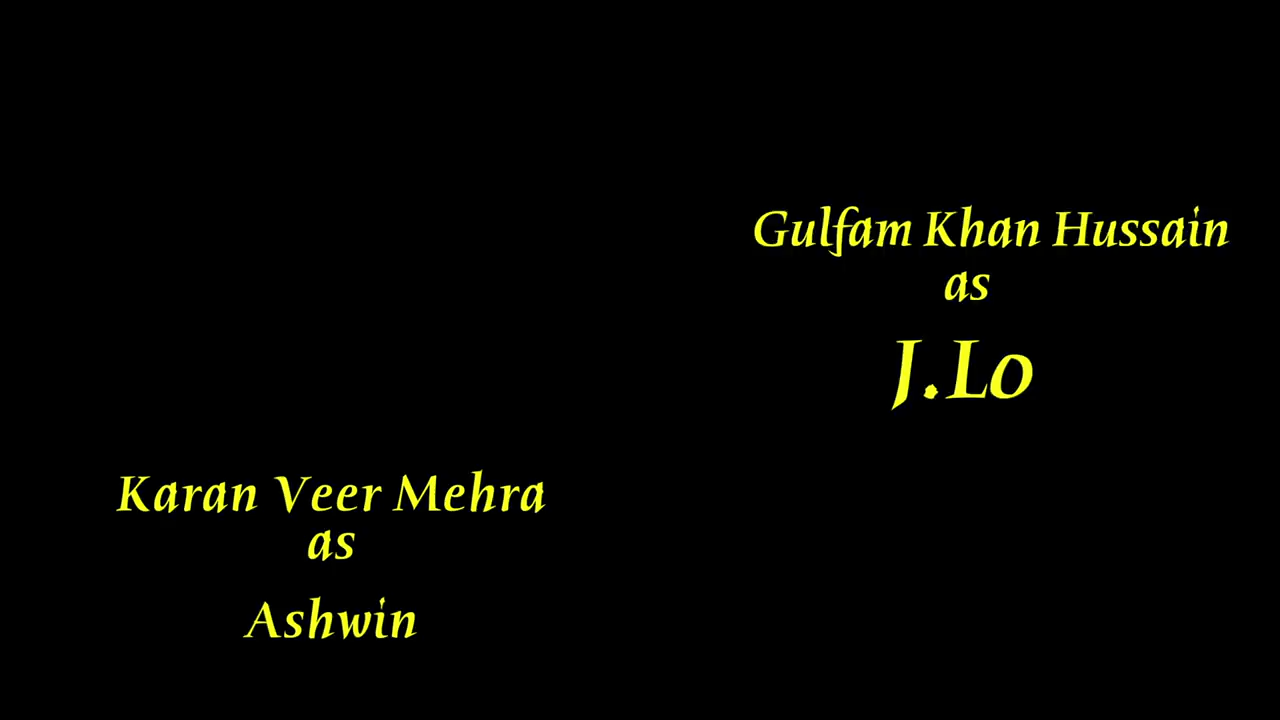 Gulfam Khan Hussain
as
J.Lo
Karan Veer Mehra
as
Ashwin